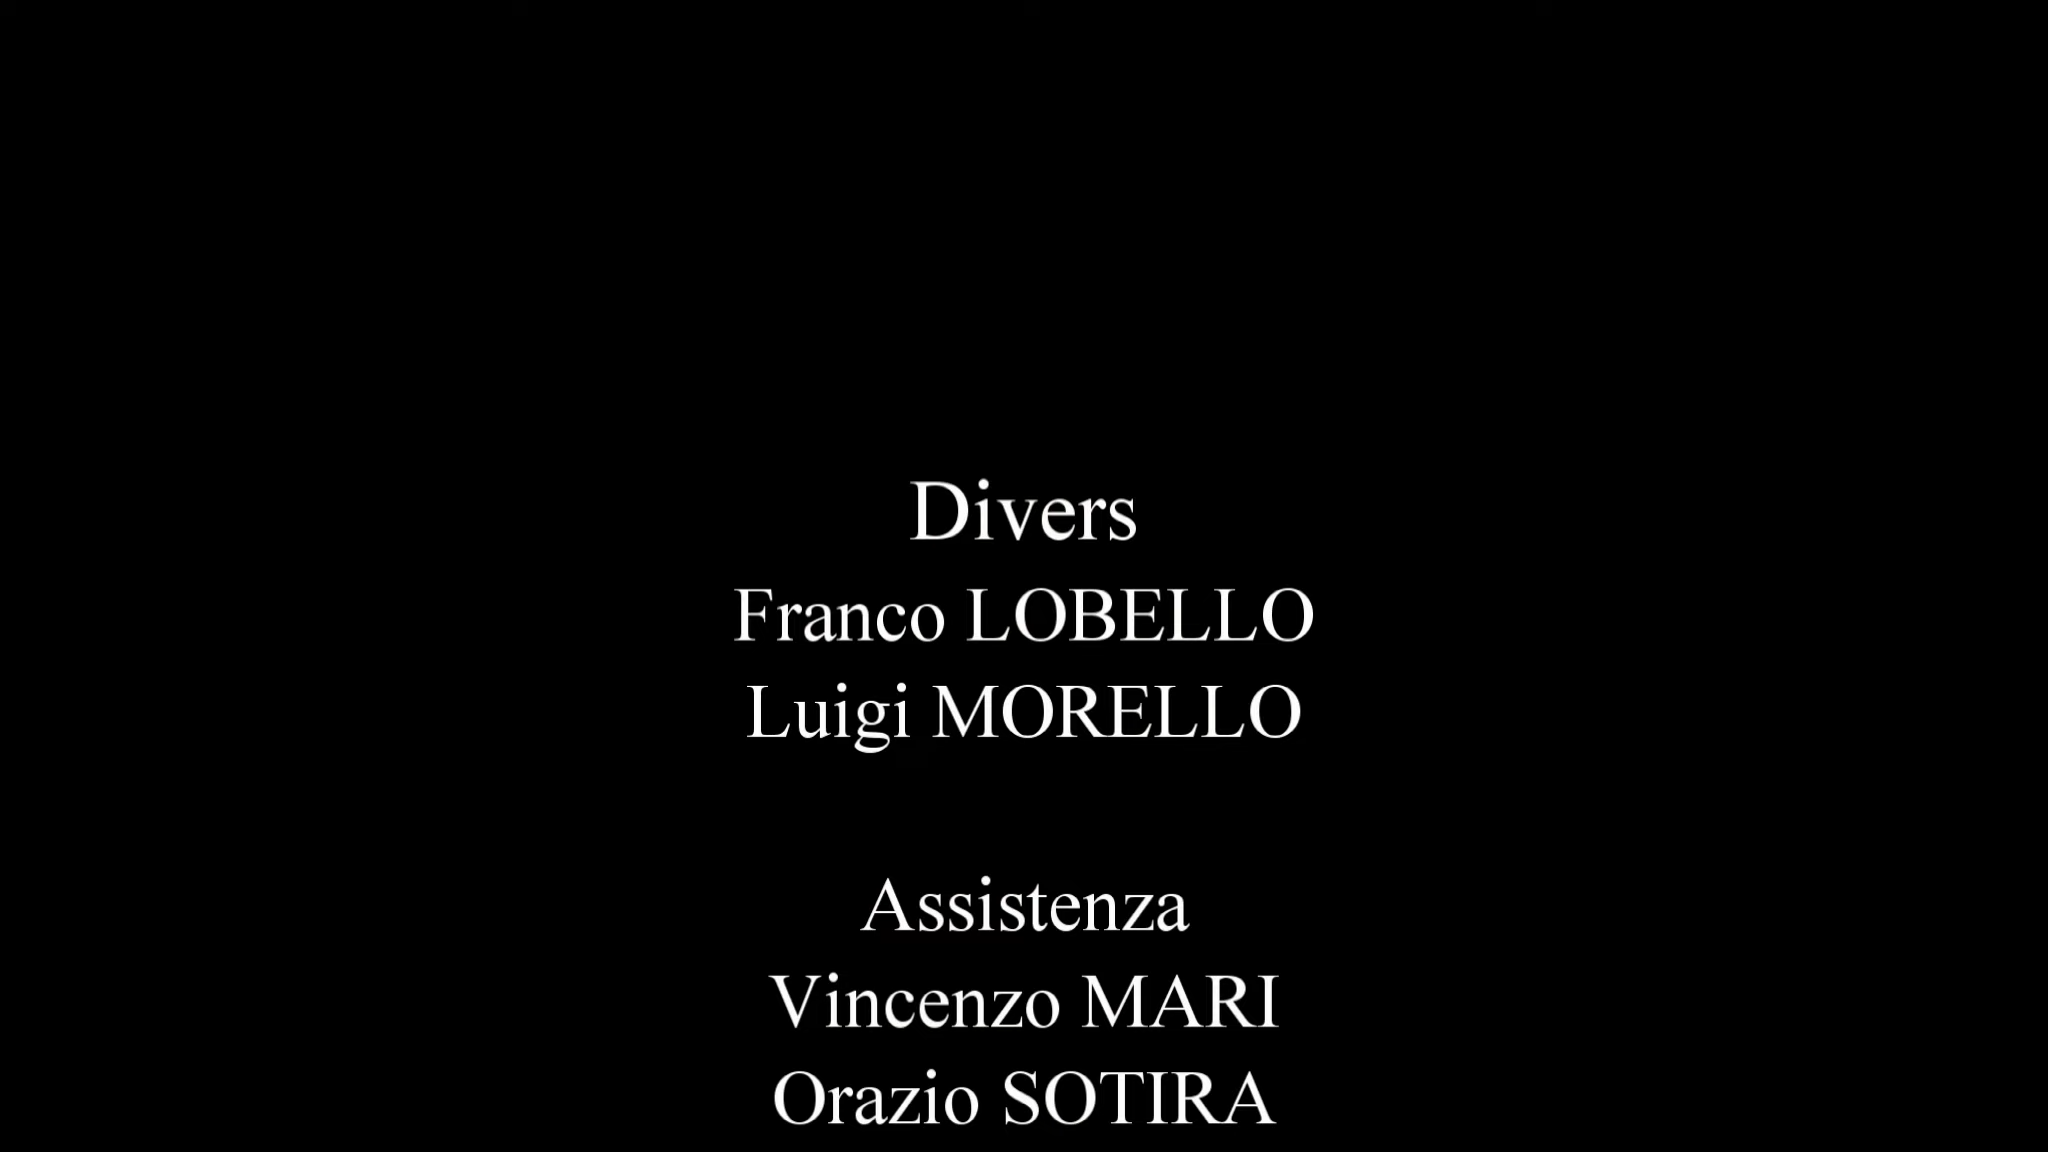 Divers
Franco LOBELLO
Luigi MORELLO
Assistenza
Vincenzo MARI
Orazio SOTIRA